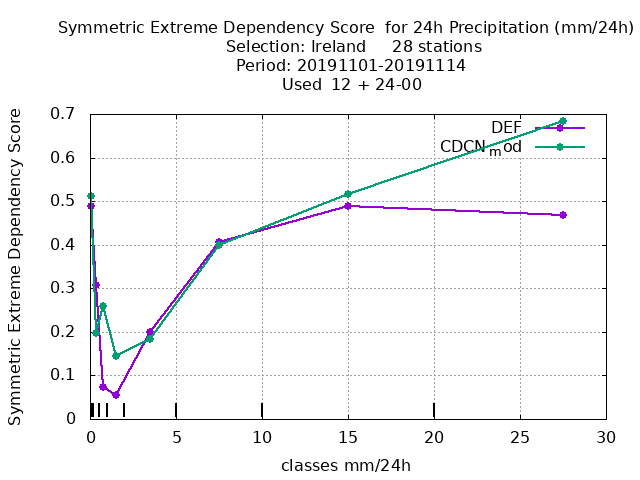 Symmetric Extreme Dependency Score  for 24h Precipitation (mm/24h)
Selection: Ireland     28 stations
Period: 20191101-20191114
Used  12 + 24-00
Symmetric Extreme Dependency Score
0.7
0.6
0.5
0.4
0.3
0.2
0.1
0
DEF
CDCNmod
0 5 10 15 20 25 30
classes mm/24h